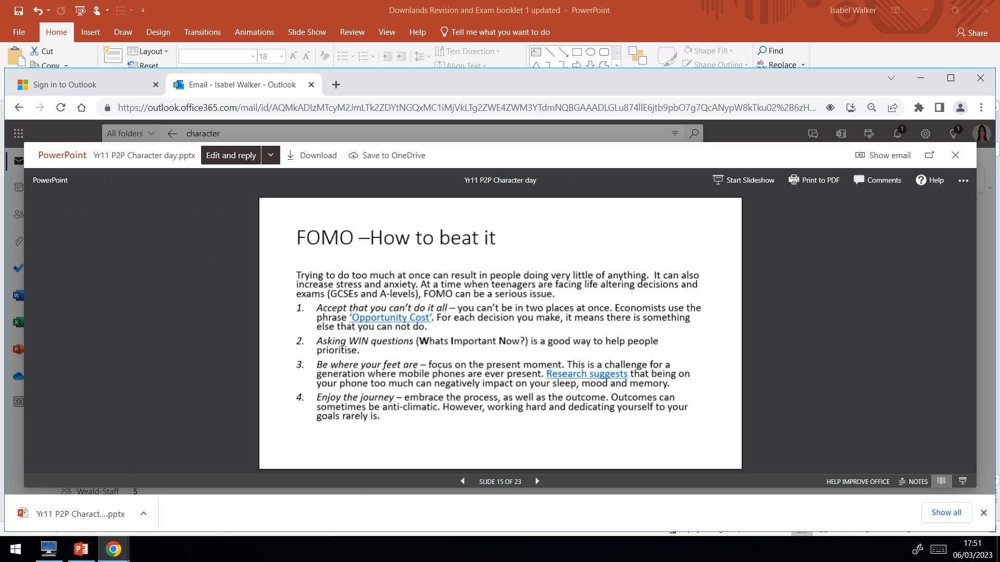 Downlands Revision and Exam booklet 1 updated - PowerPoint
Isabel Walker
File Home Insert Draw Design Transitions Animations Slide Show Review View Help Tell me what you want to do Share
Cut Layout 18 Text Direction Shape Fill Find
Copy Reset Align Text Shape Outline Replace
Sign in to Outlook Email - Isabel Walker - Outlook
https://outlook.office365.com/mail/id/
All folders character 1 1
PowerPoint Yr11 P2P Character day.pptx Edit and reply Download Save to OneDrive Show email
PowerPoint Yr11 P2P Character day Start Slideshow Print to PDF Comments Help
FOMO –How to beat it
Trying to do too much at once can result in people doing very little of anything. It can also
increase stress and anxiety. At a time when teenagers are facing life altering decisions and
exams (GCSEs and A-levels), FOMO can be a serious issue.
1. Accept that you can't do it all – you can't be in two places at once. Economists use the
phrase 'Opportunity Cost'. For each decision you make, it means there is something
else that you can not do.
2. Asking WIN questions (Whats Important Now?) is a good way to help people
prioritise.
3. Be where your feet are – focus on the present moment. This is a challenge for a
generation where mobile phones are ever present. Research suggests that being on
your phone too much can negatively impact on your sleep, mood and memory.
4. Enjoy the journey – embrace the process, as well as the outcome. Outcomes can
sometimes be anti-climatic. However, working hard and dedicating yourself to your
goals rarely is.
SLIDE 15 OF 23 HELP IMPROVE OFFICE NOTES
Weald-Staff 5
Yr11 P2P Charact....pptx Show all
17:51
06/03/2023